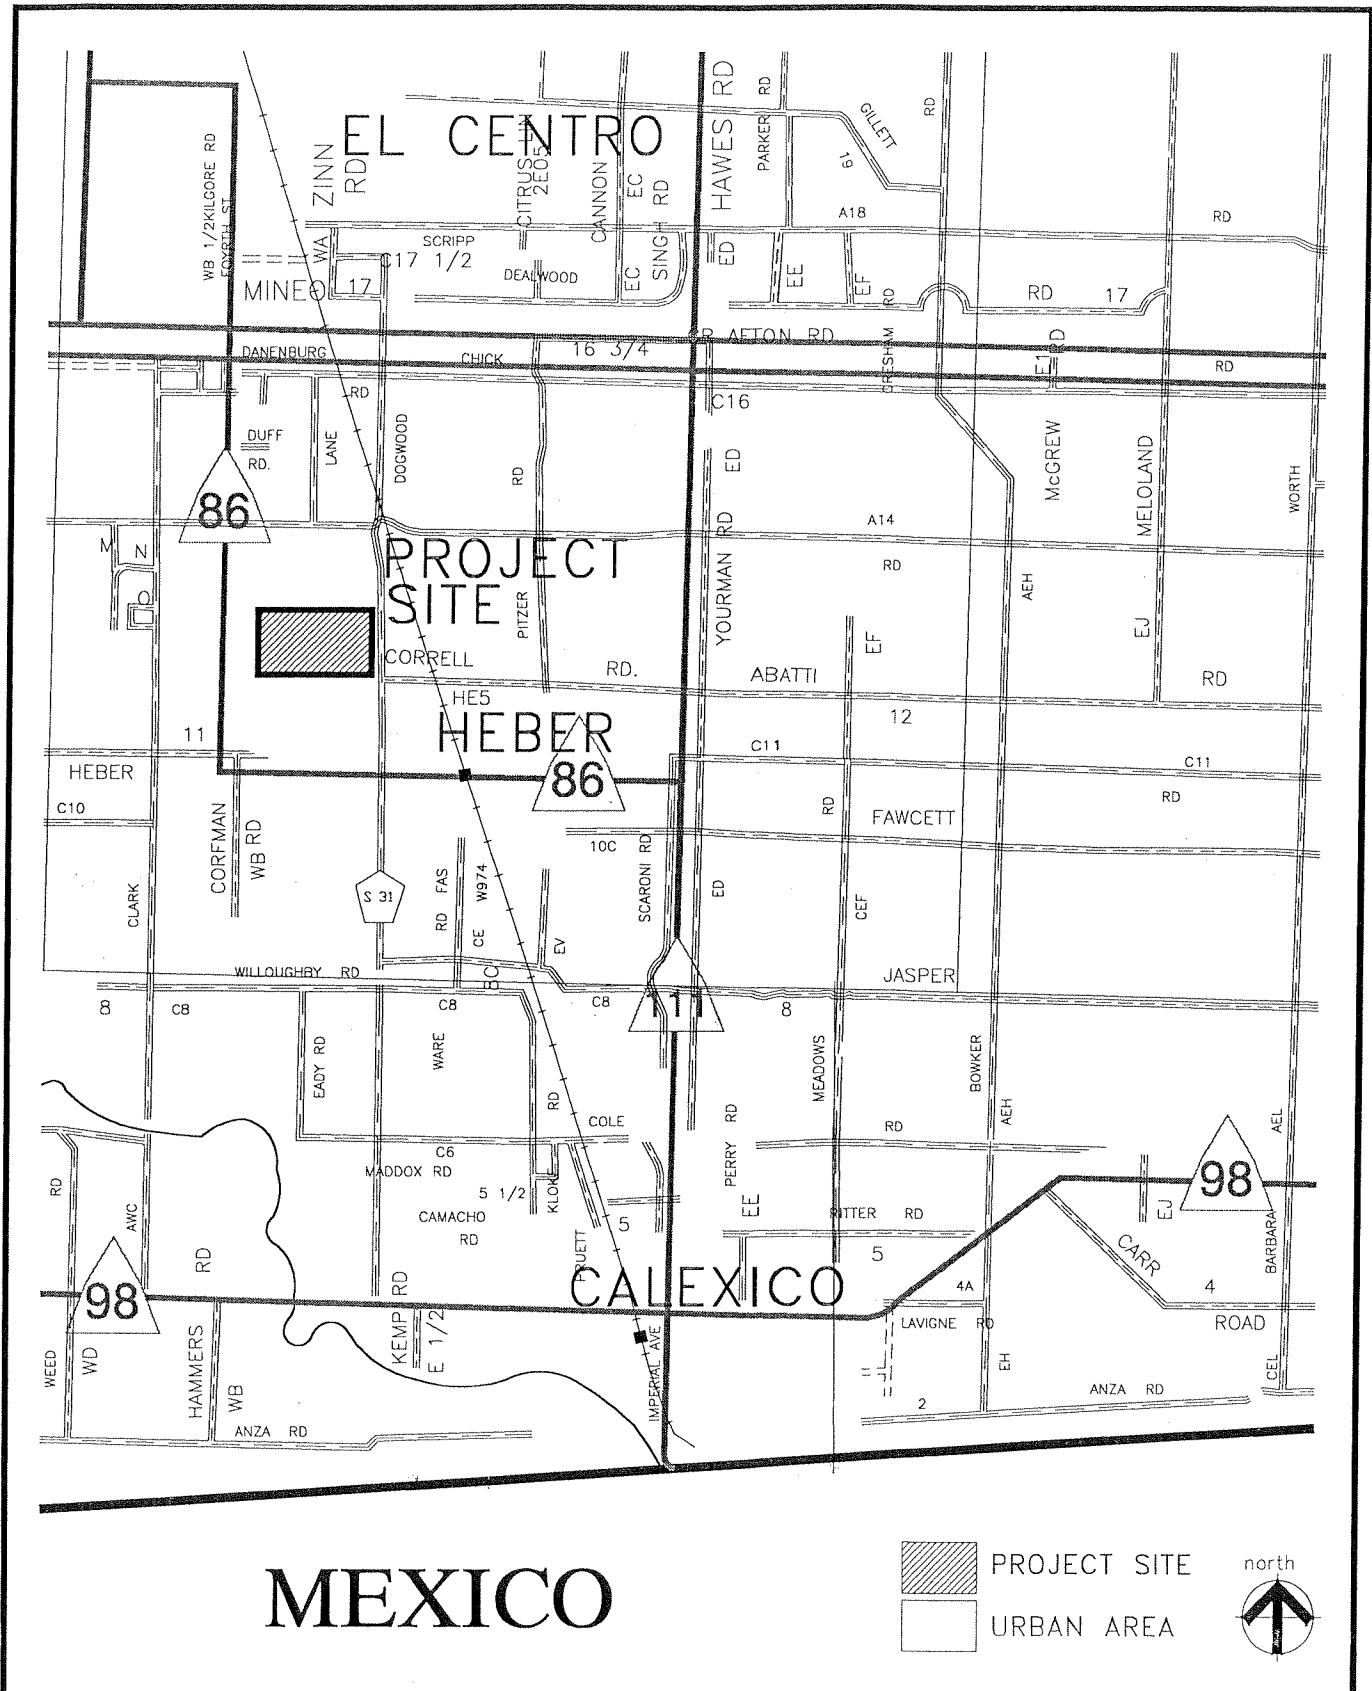 EL CENTRO
HAWES RD
PARKER RD
GILLETT
19
RD
ZINN
RD
WB 1/2KILGORE RD
CITRUS
2E05
CANNON
EC
EC
SINGH RD
A18
RD
WA
SCRIPP
C17 1/2
DEALWOOD
ED
EE
EF
MINEO 17
RD 17
RD
AFTON RD
16 3/4
DANENBURG
CHICK
E1 RD
RD
RD
C16
DUFF
RD.
LANE
DOGWOOD
RD
ED
McGREW
MELOLAND
WORTH
86
A14
RD
M
N
O
PROJECT
SITE
PITZER
YOURMAN RD
AEH
EF
EJ
CORRELL
RD.
ABATTI
RD
HE5
HEBER
12
11
C11
C11
HEBER
86
RD
C10
RD
FAWCETT
10C
CORFMAN
WB RD
CLARK
S 31
RD FAS
W974
CE
EV
SCARONI RD
ED
CEF
WILLOUGHBY RD
8C
JASPER
8
C8
C8
C8
111
8
EADY RD
WARE
MEADOWS
BOWKER
RD
COLE
PERRY RD
RD
AEH
AEL
C6
MADDOX RD
98
5 1/2
KLOKE
RD
AWC
CAMACHO
RD
5
EE
RITTER RD
EJ
PRUETT
5
CARR
BARBARA
RD
CALEXICO
4A
4
98
KEMP RD
E 1/2
LAVIGNE RD
ROAD
WEED
WD
HAMMERS
WB
IMPERIAL AVE
EH
CEL
2
ANZA RD
ANZA RD
MEXICO
PROJECT SITE
URBAN AREA
north